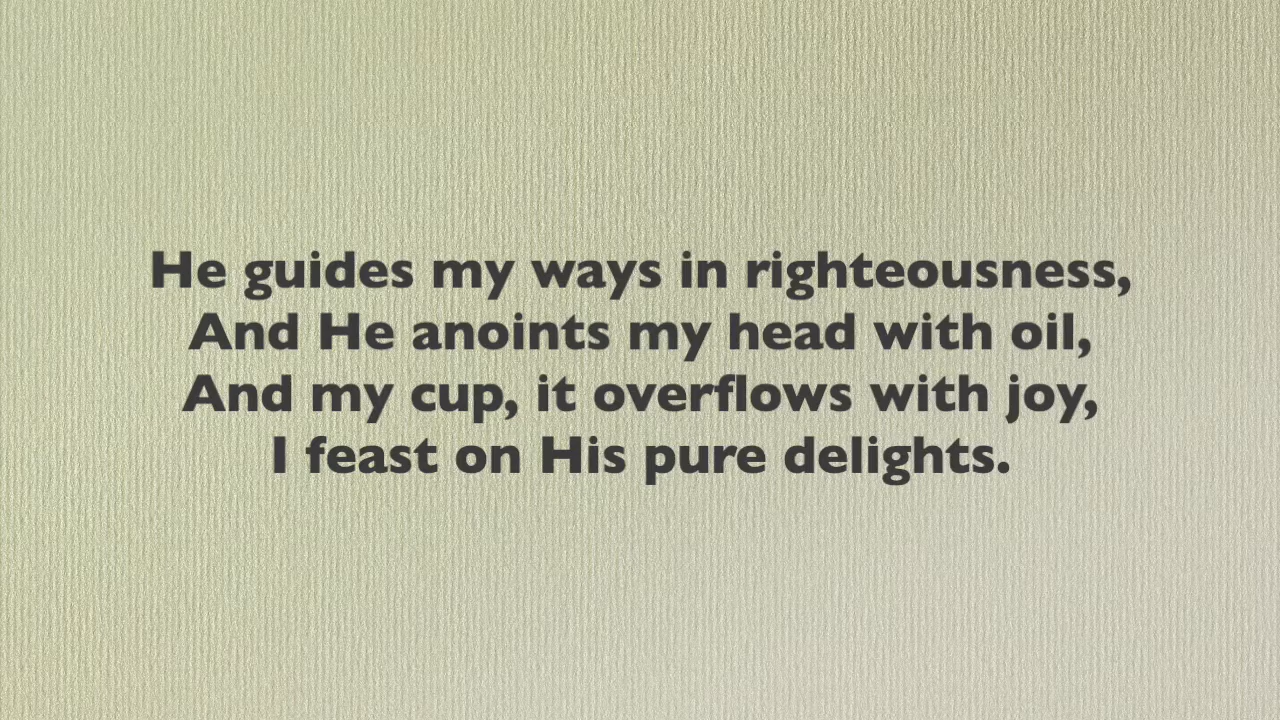 He guides my ways in righteousness,
And He anoints my head with oil,
And my cup, it overflows with joy,
I feast on His pure delights.